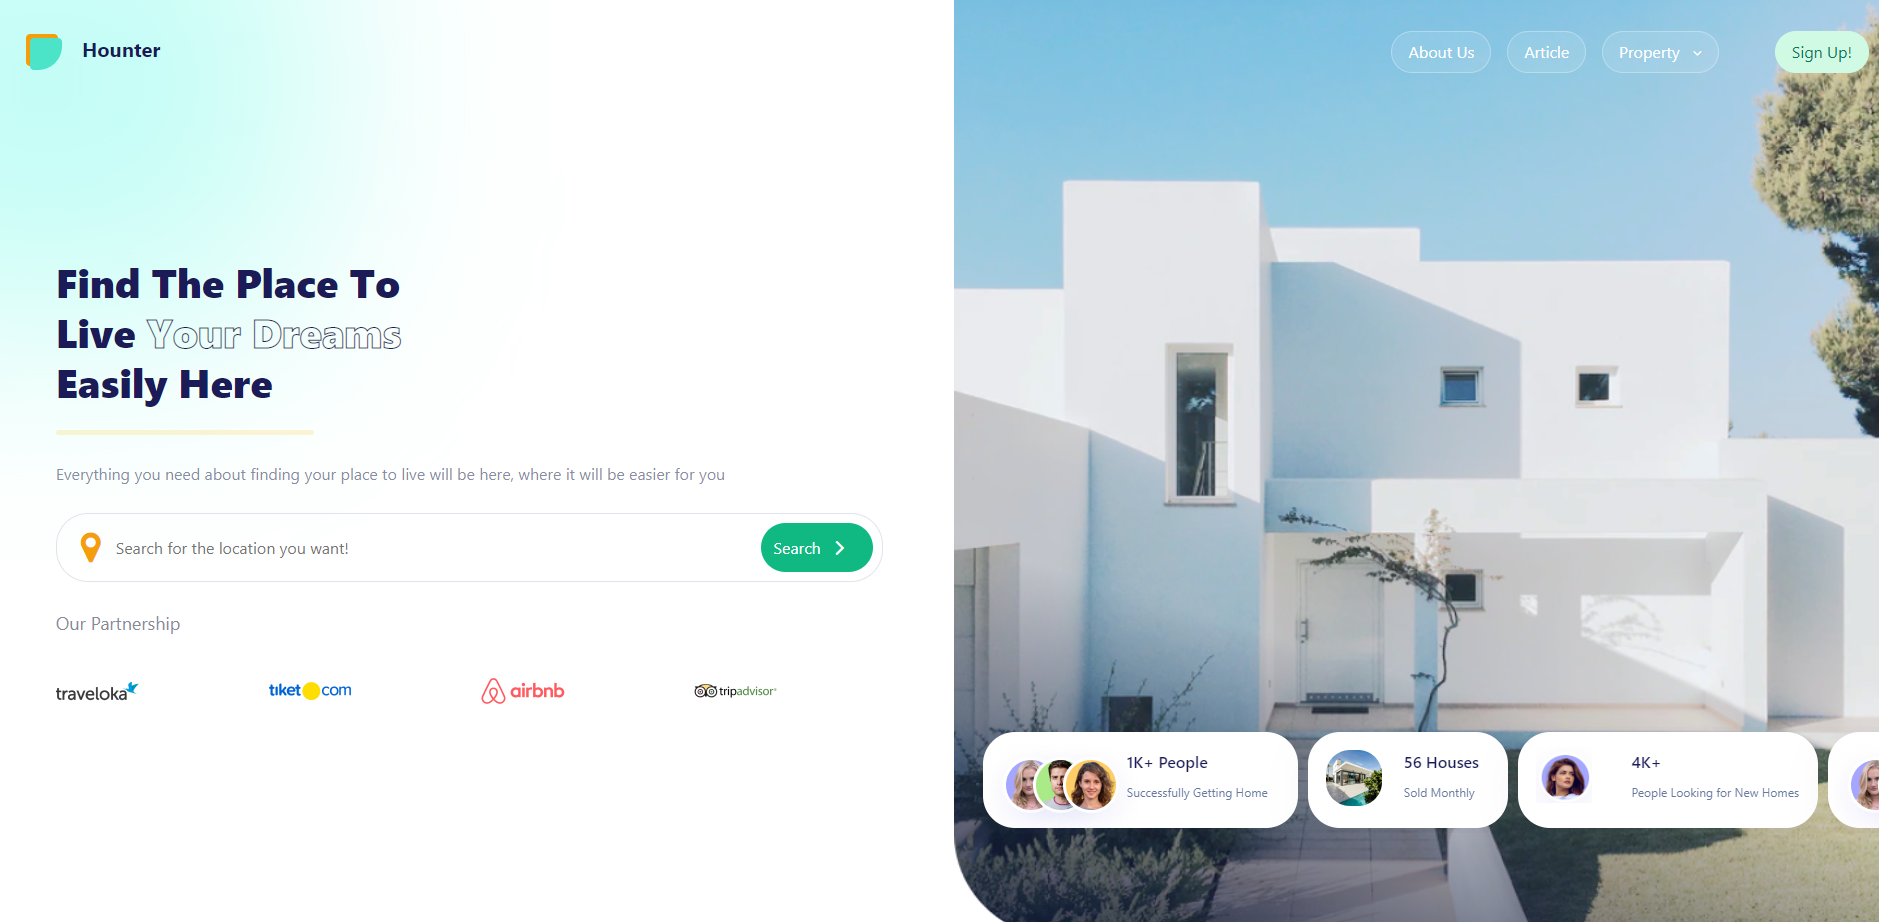 Hounter
About Us
Article
Property
Sign Up!
Find The Place To
Live Your Dreams
Easily Here
Everything you need about finding your place to live will be here, where it will be easier for you
Search for the location you want!
Search
Our Partnership
traveloka
tiket com
airbnb
tripadvisor®
1K+ People
Successfully Getting Home
56 Houses
Sold Monthly
4K+
People Looking for New Homes